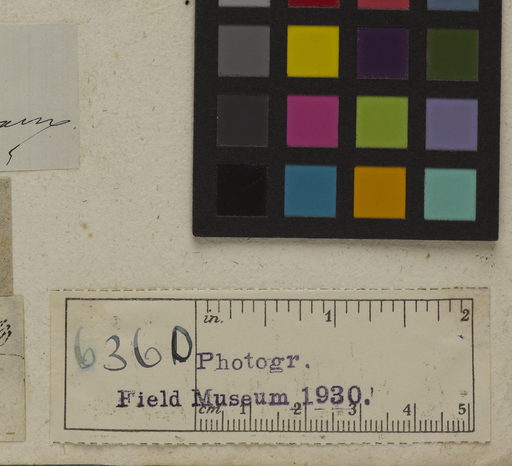 in. 1 2
6360
Photogr.
Field Museum 1930.
cm. 1 2 3 4 5